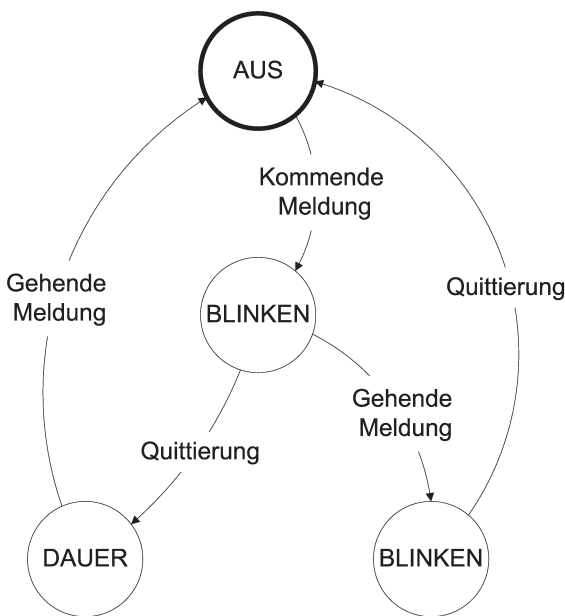 AUS
Kommende
Meldung
Gehende
Meldung
BLINKEN
Quittierung
Gehende
Meldung
Quittierung
DAUER
BLINKEN